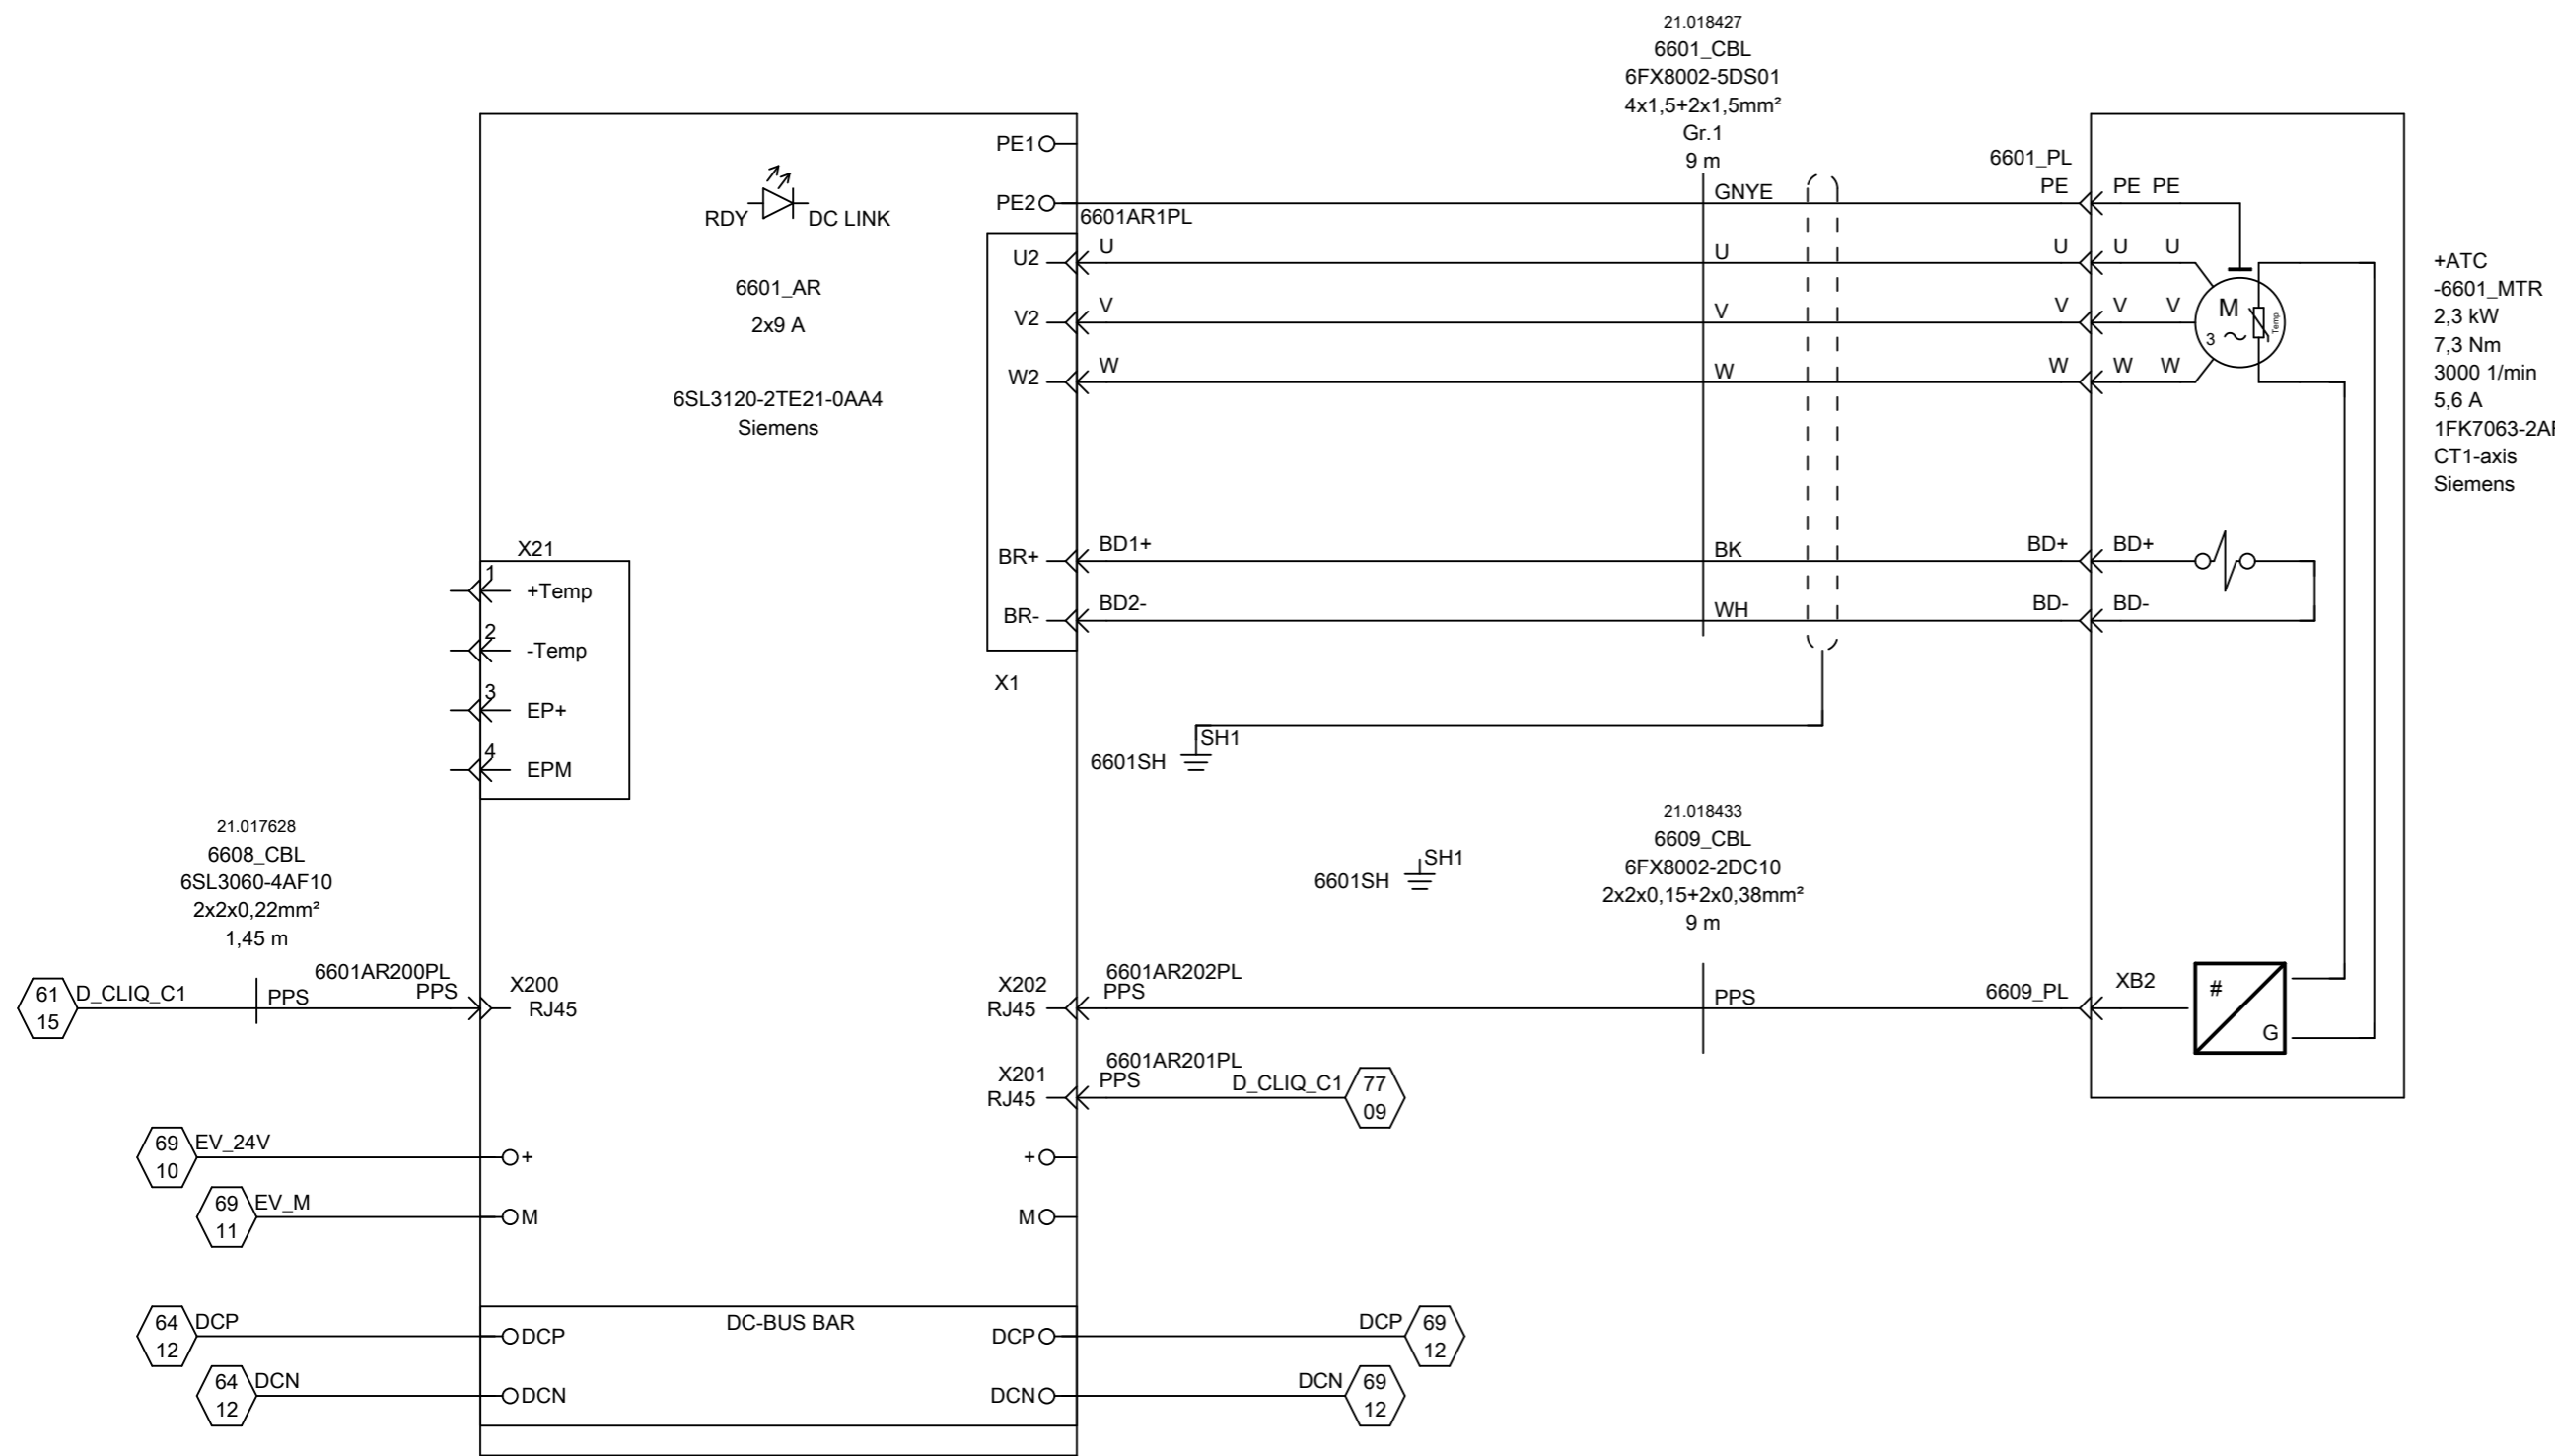 21.018427
6601_CBL
6FX8002-5DS01
4x1,5+2x1,5mm²
Gr.1
9 m
PE1
PE2
6601AR1PL
GNYE
6601_PL
PE
PE PE
RDY
DC LINK
6601_AR
2x9 A
6SL3120-2TE21-0AA4
Siemens
U2
U
U
U
U
U
V2
V
V
V
V
V
W2
W
W
W
W
W
M
3
Temp.
+ATC
-6601_MTR
2,3 kW
7,3 Nm
3000 1/min
5,6 A
1FK7063-2A
CT1-axis
Siemens
BR+
BD1+
BK
BD+
BD+
BR-
BD2-
WH
BD-
BD-
X1
X21
1
+Temp
2
-Temp
3
EP+
4
EPM
SH1
6601SH
SH1
6601SH
21.017628
6608_CBL
6SL3060-4AF10
2x2x0,22mm²
1,45 m
21.018433
6609_CBL
6FX8002-2DC10
2x2x0,15+2x0,38mm²
9 m
61
15
D_CLIQ_C1
PPS
6601AR200PL
PPS
X200
RJ45
X202
RJ45
6601AR202PL
PPS
PPS
6609_PL
XB2
#
G
X201
RJ45
6601AR201PL
PPS
D_CLIQ_C1
77
09
69
10
EV_24V
+
+
69
11
EV_M
M
M
DC-BUS BAR
64
12
DCP
DCP
DCP
DCP
69
12
64
12
DCN
DCN
DCN
DCN
69
12